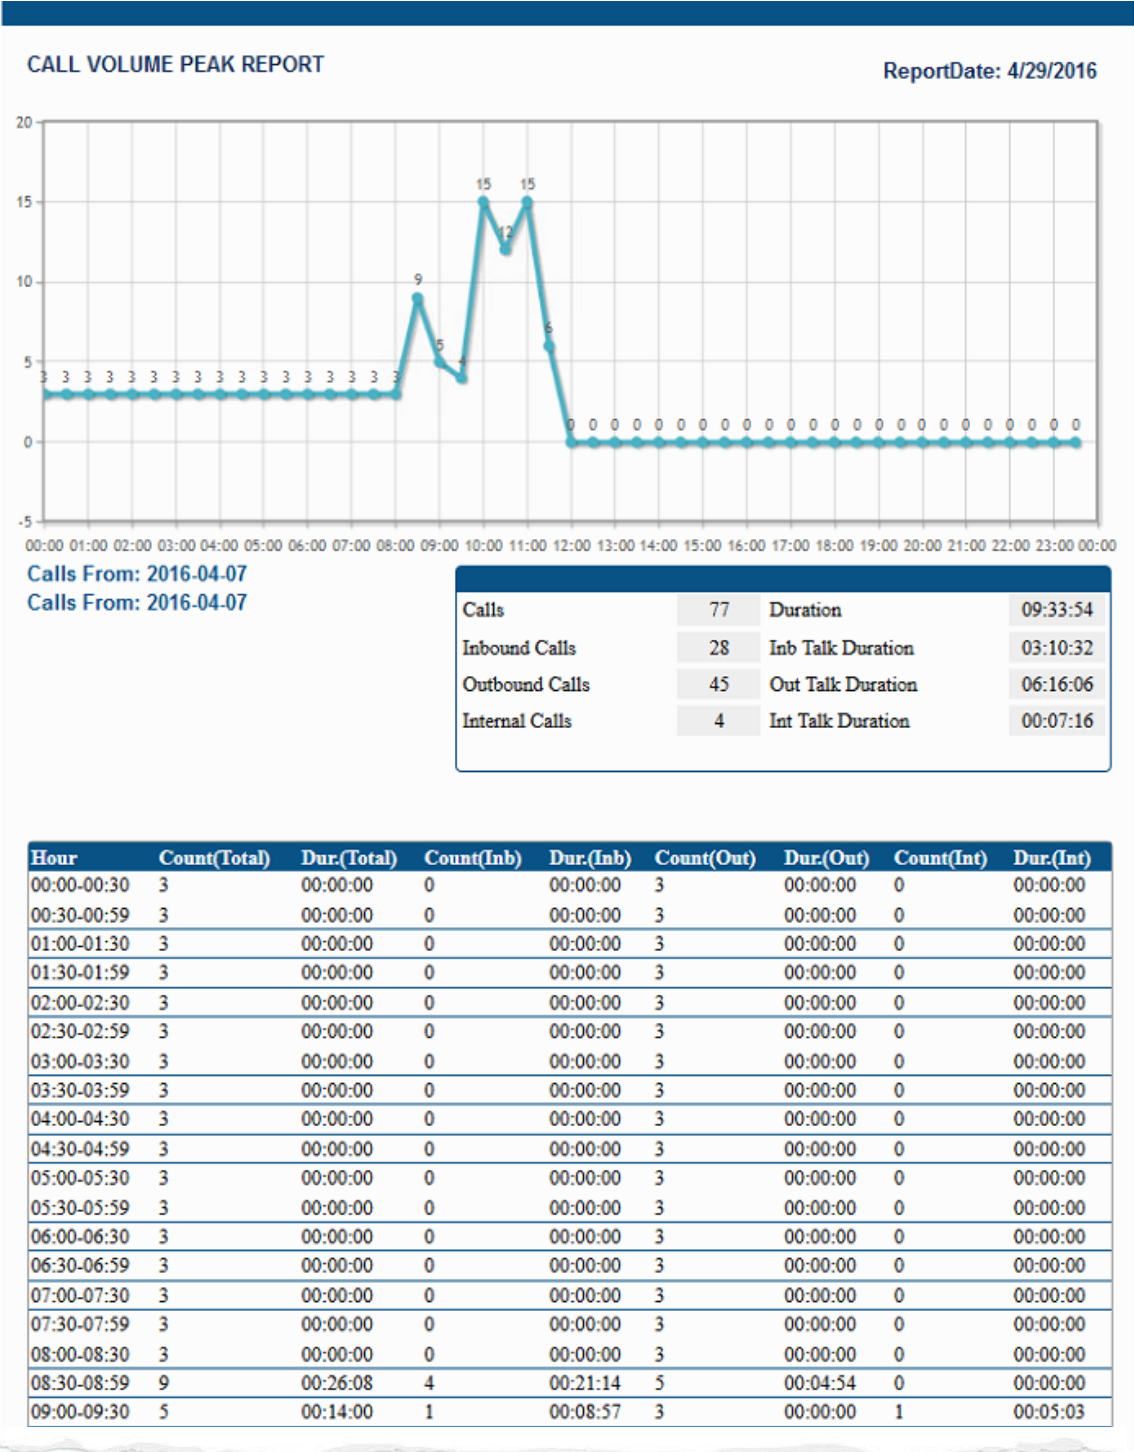 CALL VOLUME PEAK REPORT
ReportDate: 4/29/2016
20
15
10
5
0
-5
3 3 3 3 3 3 3 3 3 3 3 3 3 3 3 3 3 9 5 4 15 12 15 6 0 0 0 0 0 0 0 0 0 0 0 0 0 0 0 0 0 0 0 0 0 0 0 0
00:00 01:00 02:00 03:00 04:00 05:00 06:00 07:00 08:00 09:00 10:00 11:00 12:00 13:00 14:00 15:00 16:00 17:00 18:00 19:00 20:00 21:00 22:00 23:00 00:00
Calls From: 2016-04-07
Calls From: 2016-04-07
Calls 77 Duration 09:33:54
Inbound Calls 28 Inb Talk Duration 03:10:32
Outbound Calls 45 Out Talk Duration 06:16:06
Internal Calls 4 Int Talk Duration 00:07:16
Hour Count(Total) Dur.(Total) Count(Inb) Dur.(Inb) Count(Out) Dur.(Out) Count(Int) Dur.(Int)
00:00-00:30 3 00:00:00 0 00:00:00 3 00:00:00 0 00:00:00
00:30-00:59 3 00:00:00 0 00:00:00 3 00:00:00 0 00:00:00
01:00-01:30 3 00:00:00 0 00:00:00 3 00:00:00 0 00:00:00
01:30-01:59 3 00:00:00 0 00:00:00 3 00:00:00 0 00:00:00
02:00-02:30 3 00:00:00 0 00:00:00 3 00:00:00 0 00:00:00
02:30-02:59 3 00:00:00 0 00:00:00 3 00:00:00 0 00:00:00
03:00-03:30 3 00:00:00 0 00:00:00 3 00:00:00 0 00:00:00
03:30-03:59 3 00:00:00 0 00:00:00 3 00:00:00 0 00:00:00
04:00-04:30 3 00:00:00 0 00:00:00 3 00:00:00 0 00:00:00
04:30-04:59 3 00:00:00 0 00:00:00 3 00:00:00 0 00:00:00
05:00-05:30 3 00:00:00 0 00:00:00 3 00:00:00 0 00:00:00
05:30-05:59 3 00:00:00 0 00:00:00 3 00:00:00 0 00:00:00
06:00-06:30 3 00:00:00 0 00:00:00 3 00:00:00 0 00:00:00
06:30-06:59 3 00:00:00 0 00:00:00 3 00:00:00 0 00:00:00
07:00-07:30 3 00:00:00 0 00:00:00 3 00:00:00 0 00:00:00
07:30-07:59 3 00:00:00 0 00:00:00 3 00:00:00 0 00:00:00
08:00-08:30 3 00:00:00 0 00:00:00 3 00:00:00 0 00:00:00
08:30-08:59 9 00:26:08 4 00:21:14 5 00:04:54 0 00:00:00
09:00-09:30 5 00:14:00 1 00:08:57 3 00:00:00 1 00:05:03